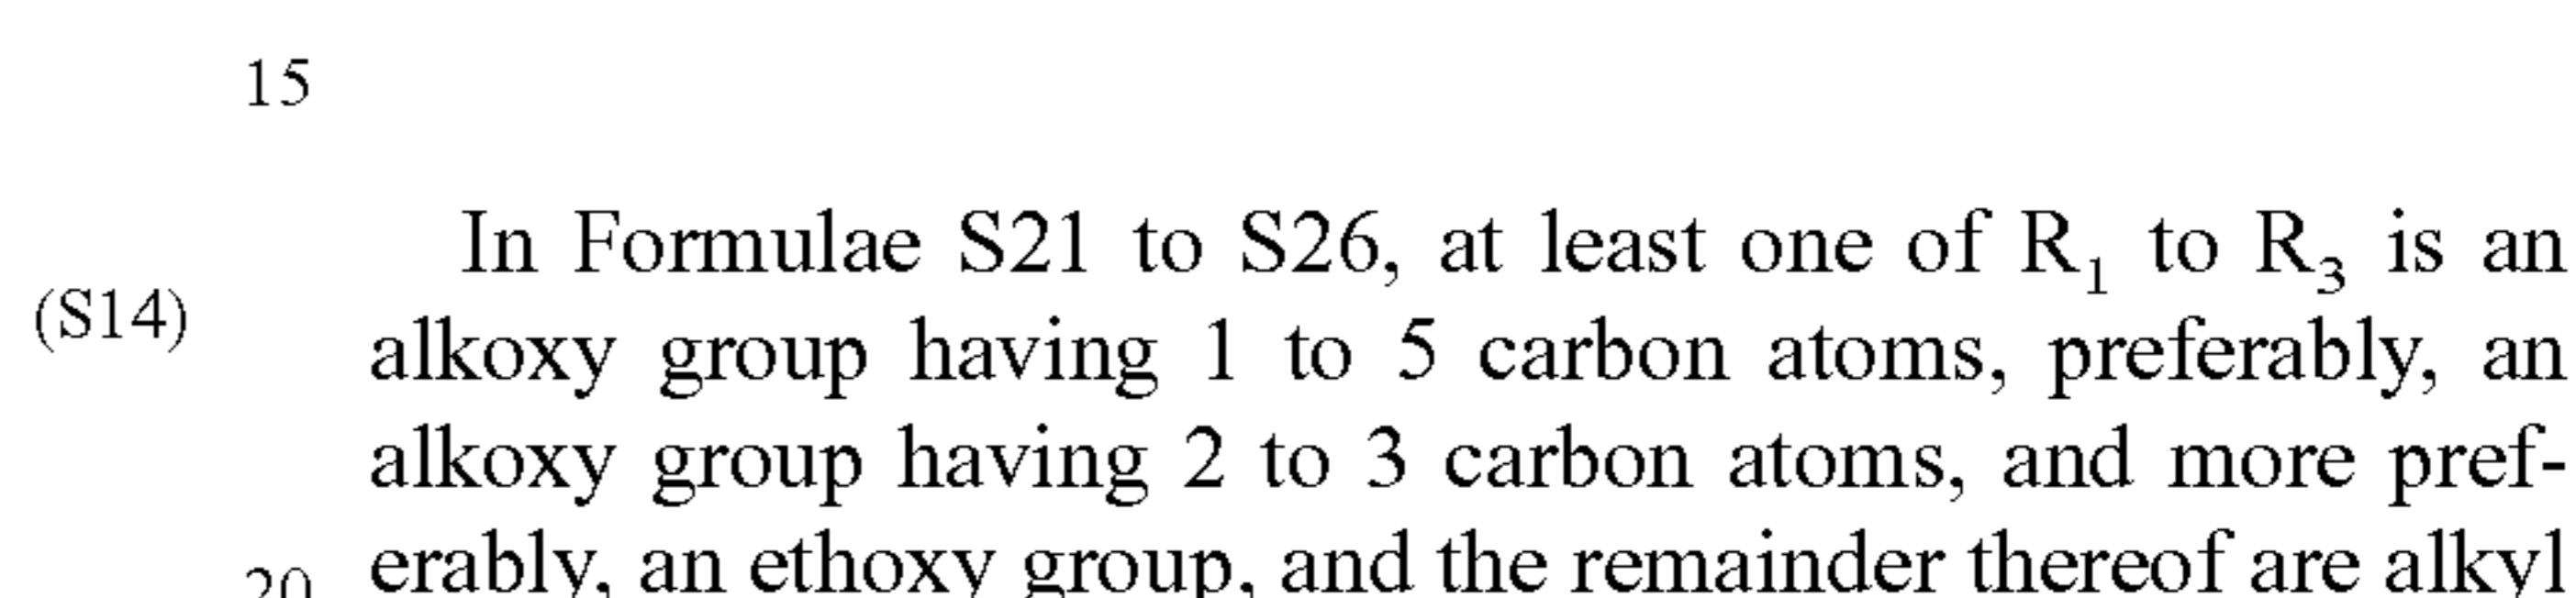 15
In Formulae S21 to S26, at least one of R₁ to R₃ is an
(S14)
alkoxy group having 1 to 5 carbon atoms, preferably, an
alkoxy group having 2 to 3 carbon atoms, and more pref-
erably, an ethoxy group, and the remainder thereof are alkyl
20